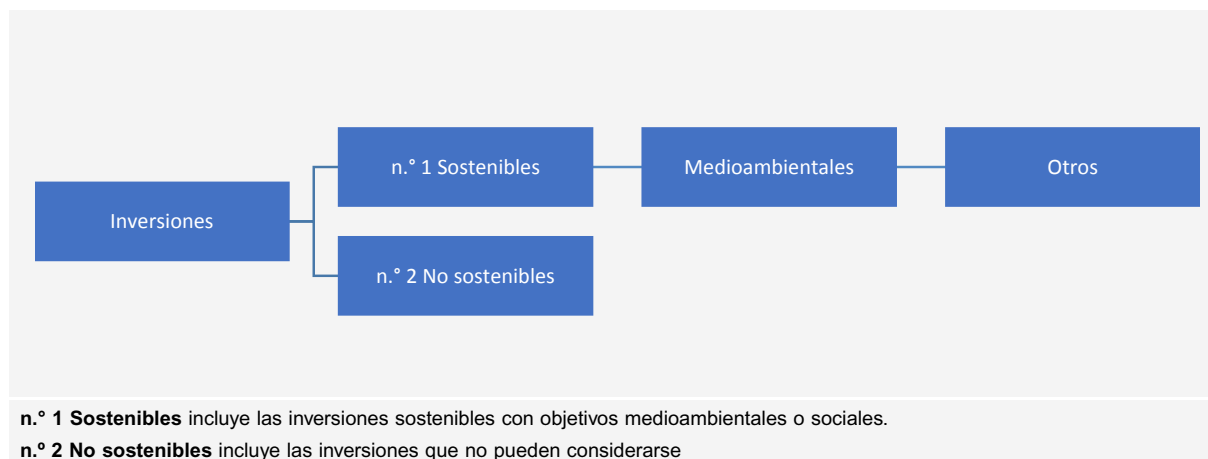 n.° 1 Sostenibles
Medioambientales
Otros
Inversiones
n.° 2 No sostenibles
n.° 1 Sostenibles incluye las inversiones sostenibles con objetivos medioambientales o sociales.
n.º 2 No sostenibles incluye las inversiones que no pueden considerarse